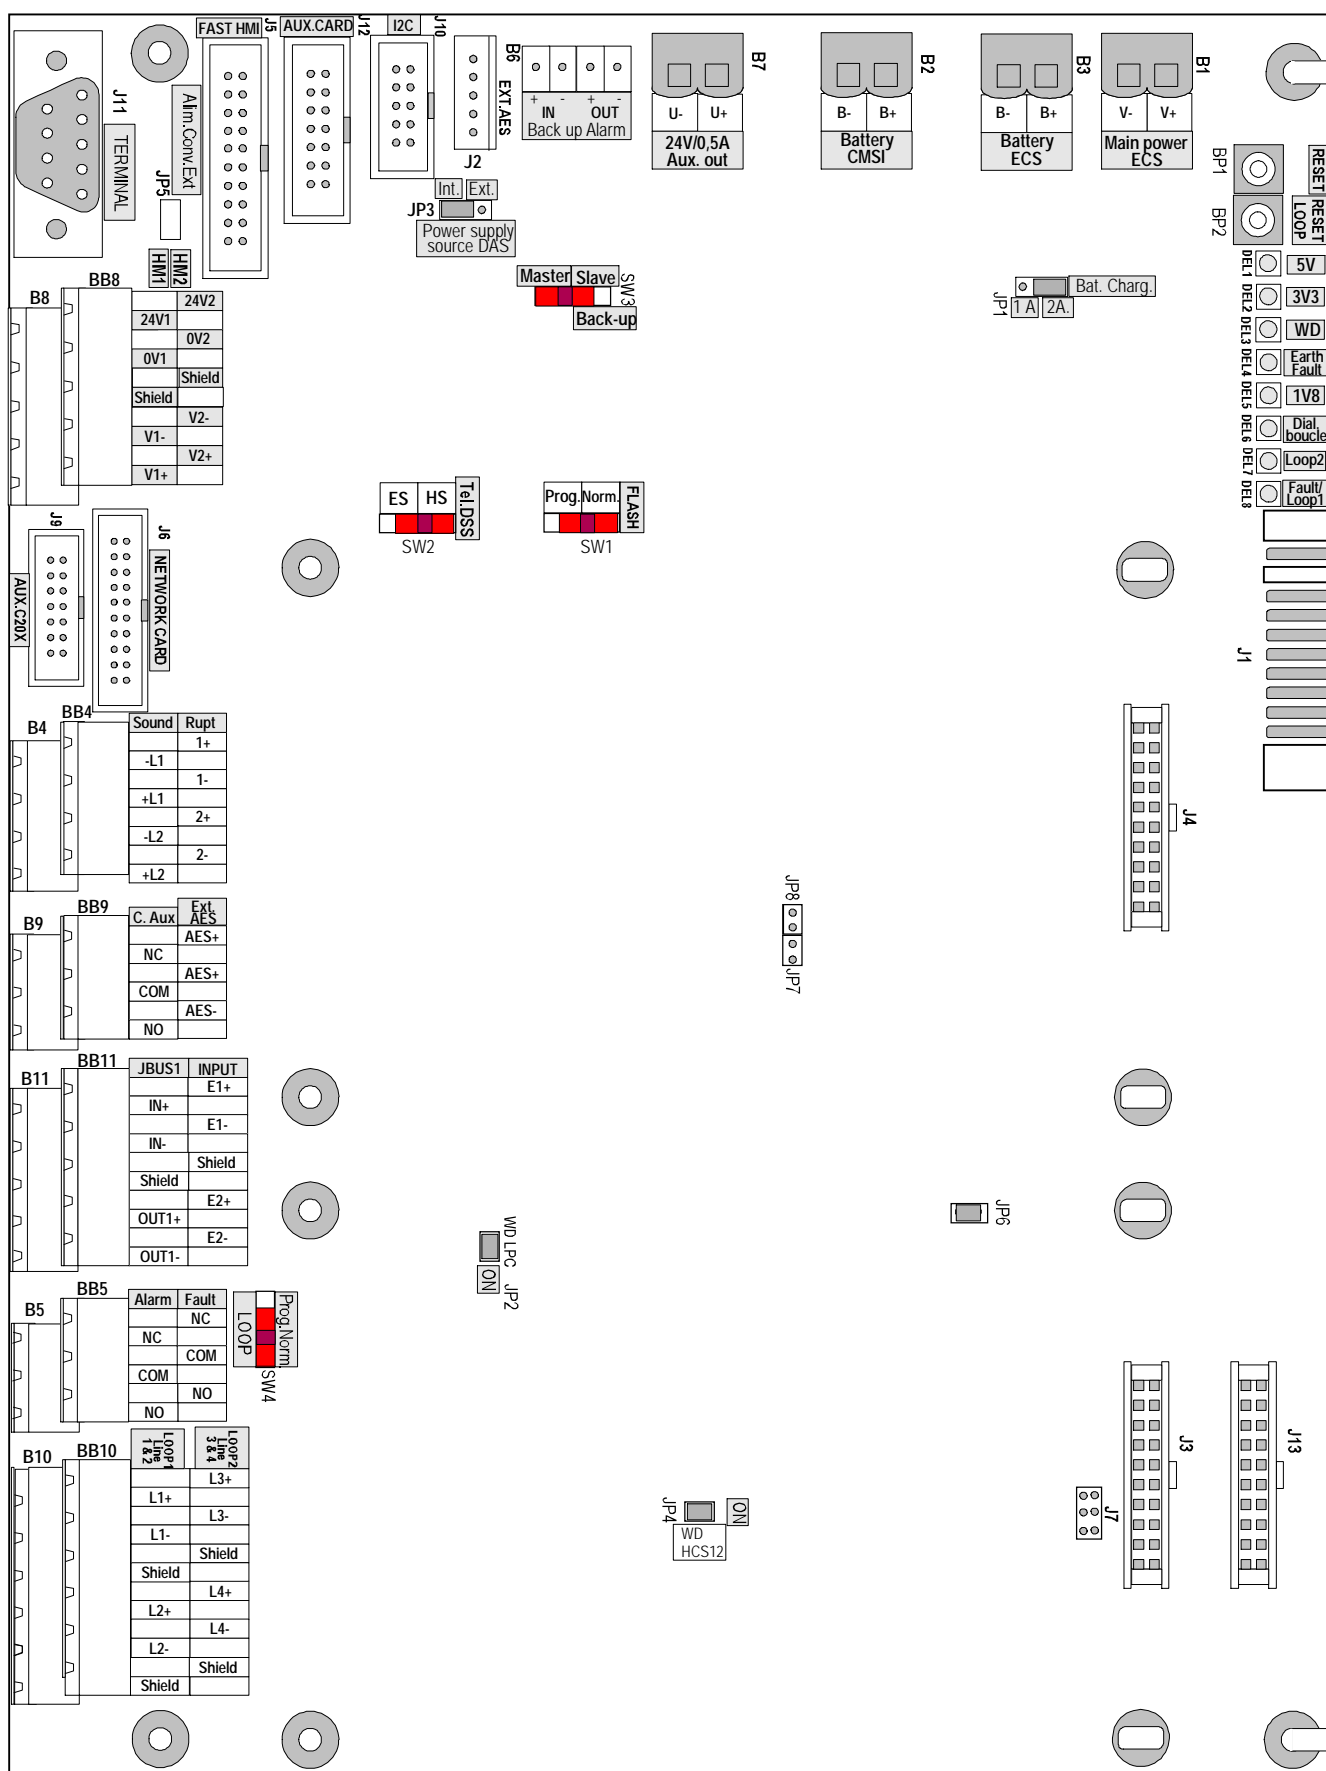 FAST HMI
J5
AUX.CARD
J12
I2C
J10
J11
TERMINAL
Alim.Conv.Ext
JP5
HM1
HM2
EXT.AES
J2
B6
+ - + -
IN OUT
Back up Alarm
B7
U- U+
24V/0,5A
Aux. out
B2
B- B+
Battery
CMSI
B3
B- B+
Battery
ECS
B1
V- V+
Main power
ECS
BP1
RESET
BP2
RESET
LOOP
Int. Ext.
JP3
Power supply
source DAS
Master Slave
SW3
Back-up
JP1
Bat. Charg.
1 A 2A.
DEL1 5V
DEL2 3V3
DEL3 WD
DEL4 Earth
Fault
DEL5 1V8
DEL6 Dial.
boucle
DEL7 Loop2
DEL8 Fault/
Loop1
B8
BB8
24V2
24V1
0V2
0V1
Shield
Shield
V2-
V1-
V2+
V1+
ES HS
Tel.DSS
SW2
Prog. Norm.
FLASH
SW1
J9
AUX.C20X
J6
NETWORK CARD
J1
B4
BB4
Sound Rupt
1+
-L1
1-
+L1
2+
-L2
2-
+L2
J4
B9
BB9
C. Aux Ext.
AES
AES+
NC
AES+
COM
AES-
NO
JP8
JP7
B11
BB11
JBUS1 INPUT
E1+
IN+
E1-
IN-
Shield
Shield
E2+
OUT1+
E2-
OUT1-
WD LPC
ON
JP2
JP6
B5
BB5
Alarm Fault
NC
NC
COM
COM
NO
NO
Prog.Norm.
LOOP
SW4
B10
BB10
LOOP1
Line
1 & 2
LOOP2
Line
3 & 4
L3+
L1+
L3-
L1-
Shield
Shield
L4+
L2+
L4-
L2-
Shield
Shield
JP4
ON
WD
HCS12
J7
J3
J13